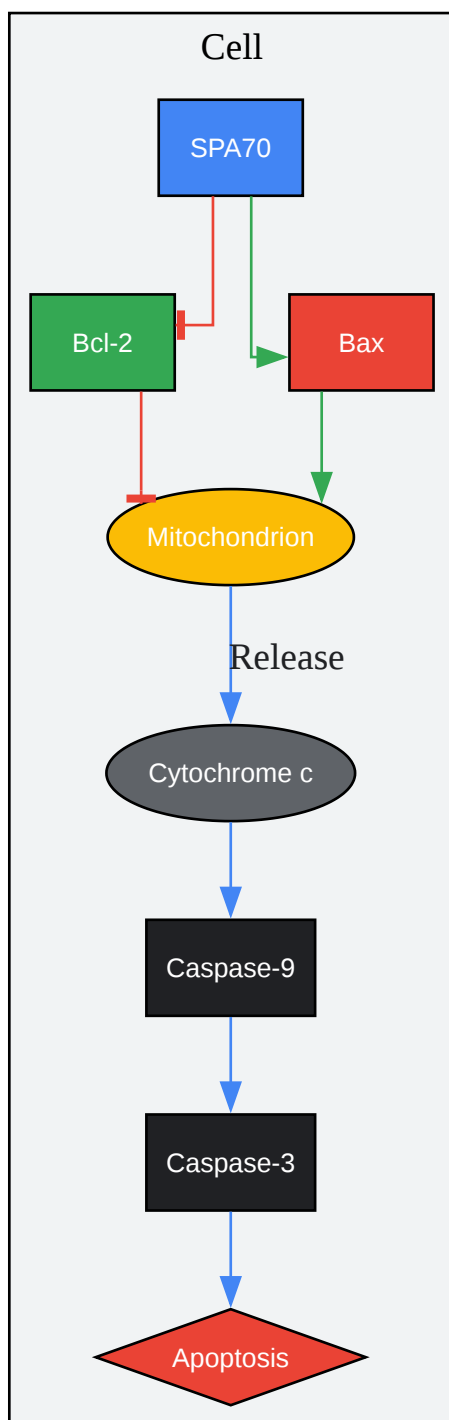 Cell
SPA70
Bcl-2
Bax
Mitochondrion
Release
Cytochrome c
Caspase-9
Caspase-3
Apoptosis